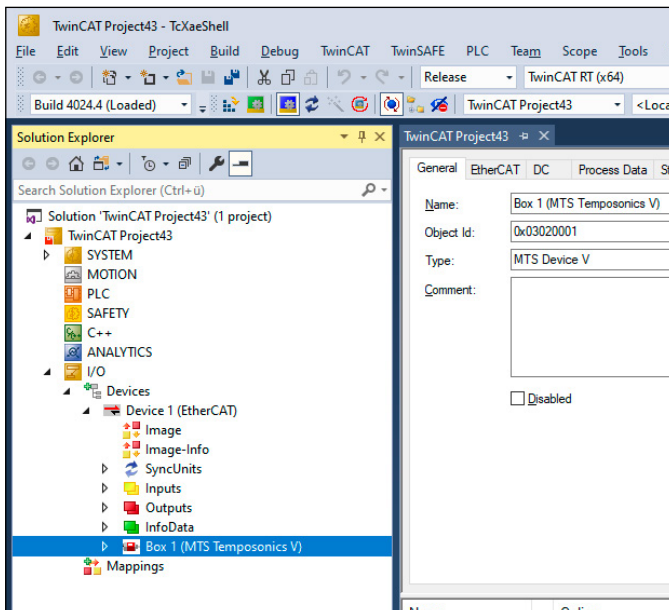 TwinCAT Project43 - TcXaeShell
File Edit View Project Build Debug TwinCAT TwinSAFE PLC Team Scope Tools
Release TwinCAT RT (x64)
Build 4024.4 (Loaded) TwinCAT Project43
Solution Explorer
Search Solution Explorer (Ctrl+ü)
Solution 'TwinCAT Project43' (1 project)
TwinCAT Project43
SYSTEM
MOTION
PLC
SAFETY
C++
ANALYTICS
I/O
Devices
Device 1 (EtherCAT)
Image
Image-Info
SyncUnits
Inputs
Outputs
InfoData
Box 1 (MTS Temposonics V)
Mappings
TwinCAT Project43
General EtherCAT DC Process Data
Name: Box 1 (MTS Temposonics V)
Object Id: 0x03020001
Type: MTS Device V
Comment:
Disabled